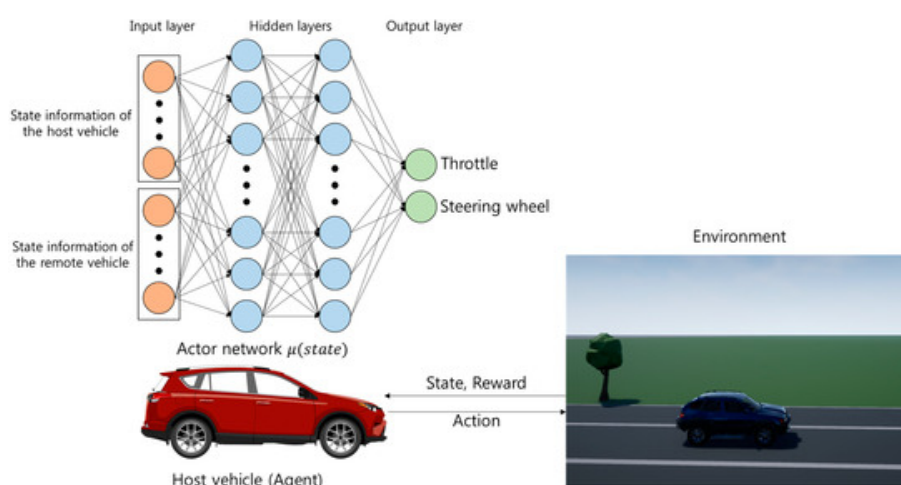 Input layer
Hidden layers
Output layer
State information of
the host vehicle
State information of
the remote vehicle
Throttle
Steering wheel
Actor network μ(state)
Environment
State, Reward
Action
Host vehicle (Agent)